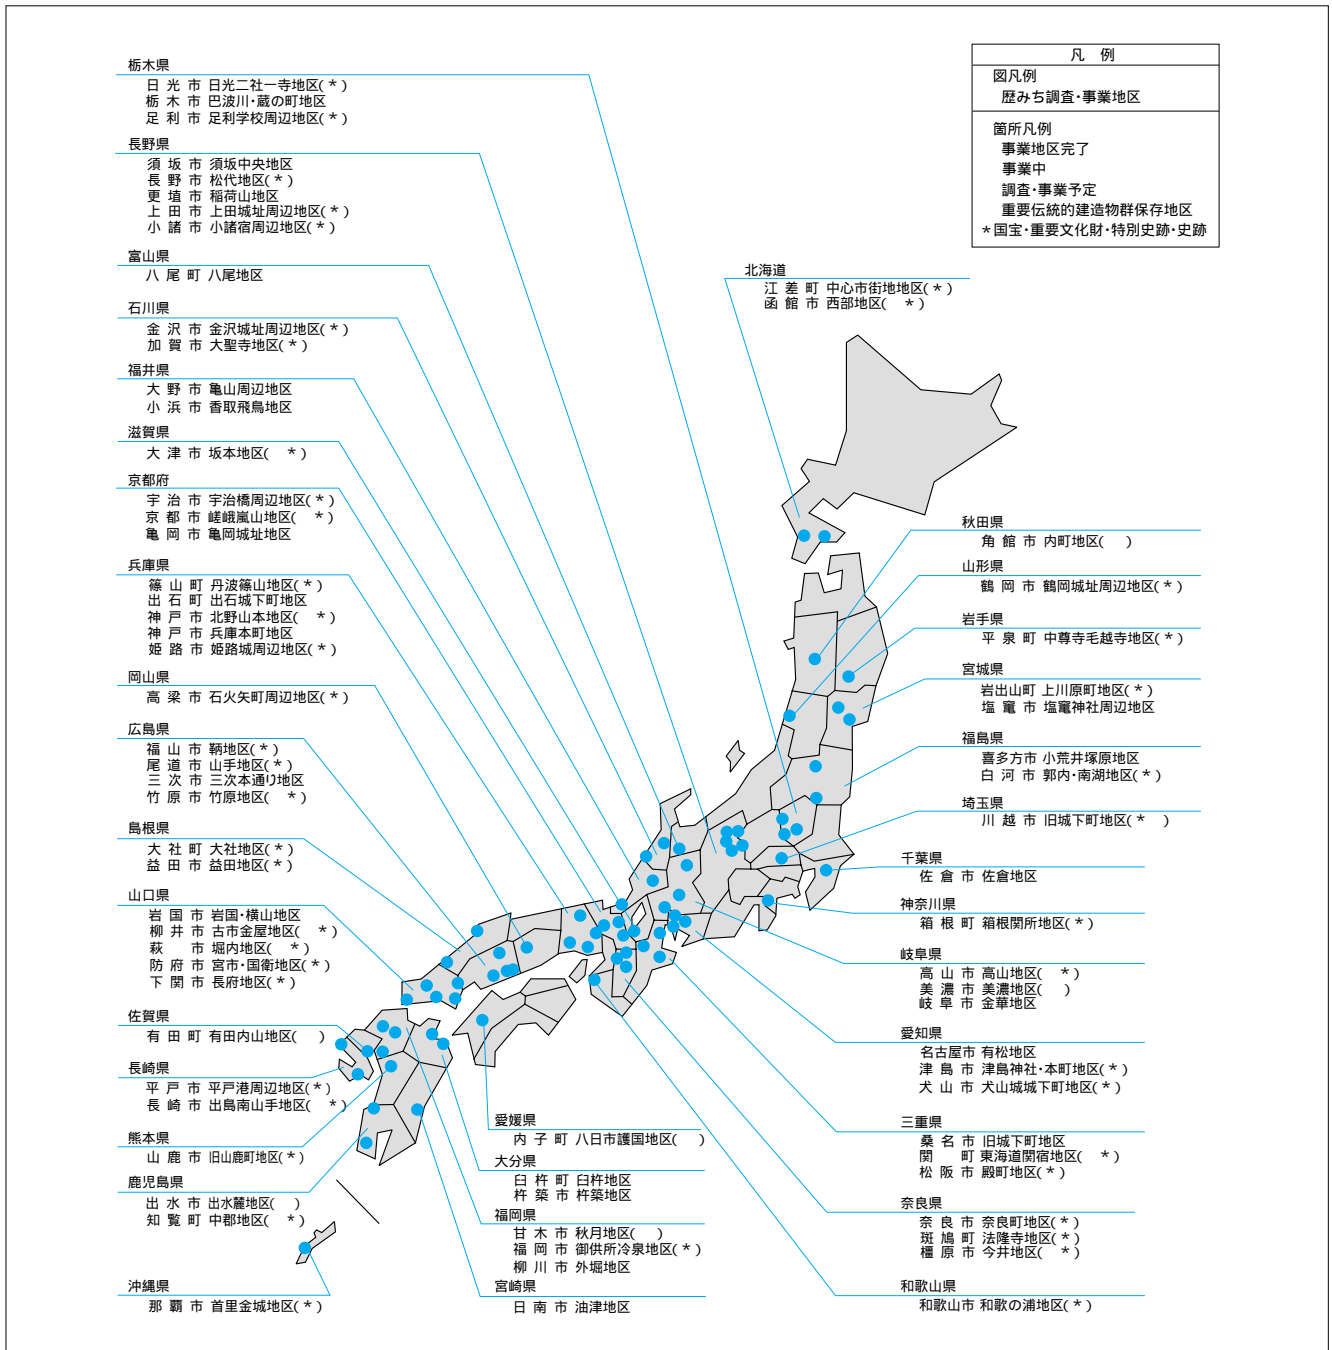 凡 例
図凡例
歴みち調査・事業地区
箇所凡例
事業地区完了
事業中
調査・事業予定
重要伝統的建造物群保存地区
*国宝・重要文化財・特別史跡・史跡
栃木県
日 光 市 日光二社一寺地区(*)
栃 木 市 巴波川・蔵の町地区
足 利 市 足利学校周辺地区(*)
長野県
須 坂 市 須坂中央地区
長 野 市 松代地区(*)
更 埴 市 稲荷山地区
上 田 市 上田城址周辺地区(*)
小 諸 市 小諸宿周辺地区(*)
富山県
八 尾 町 八尾地区
石川県
金 沢 市 金沢城址周辺地区(*)
加 賀 市 大聖寺地区(*)
福井県
大 野 市 亀山周辺地区
小 浜 市 香取飛鳥地区
滋賀県
大 津 市 坂本地区( *)
京都府
宇 治 市 宇治橋周辺地区(*)
京 都 市 嵯峨嵐山地区( *)
亀 岡 市 亀岡城址地区
兵庫県
篠 山 町 丹波篠山地区(*)
出 石 町 出石城下町地区
神 戸 市 北野山本地区( *)
神 戸 市 兵庫本町地区
姫 路 市 姫路城周辺地区(*)
岡山県
高 梁 市 石火矢町周辺地区(*)
広島県
福 山 市 鞆地区(*)
尾 道 市 山手地区(*)
三 次 市 三次本通り地区
竹 原 市 竹原地区( *)
島根県
大 社 町 大社地区(*)
益 田 市 益田地区(*)
山口県
岩 国 市 岩国・横山地区
柳 井 市 古市金屋地区( *)
萩 市 堀内地区( *)
防 府 市 宮市・国衛地区(*)
下 関 市 長府地区(*)
佐賀県
有 田 町 有田内山地区( )
長崎県
平 戸 市 平戸港周辺地区(*)
長 崎 市 出島南山手地区( *)
熊本県
山 鹿 市 旧山鹿町地区(*)
鹿児島県
出 水 市 出水麓地区( )
知 覧 町 中郡地区( *)
沖縄県
那 覇 市 首里金城地区(*)
北海道
江 差 町 中心市街地地区(*)
函 館 市 西部地区( *)
秋田県
角 館 市 内町地区( )
山形県
鶴 岡 市 鶴岡城址周辺地区(*)
岩手県
平 泉 町 中尊寺毛越寺地区(*)
宮城県
岩出山町 上川原町地区(*)
塩 竈 市 塩竈神社周辺地区
福島県
喜多方市 小荒井塚原地区
白 河 市 郭内・南湖地区(*)
埼玉県
川 越 市 旧城下町地区(* )
千葉県
佐 倉 市 佐倉地区
神奈川県
箱 根 町 箱根関所地区(*)
岐阜県
高 山 市 高山地区( *)
美 濃 市 美濃地区( )
岐 阜 市 金華地区
愛知県
名古屋市 有松地区
津 島 市 津島神社・本町地区(*)
犬 山 市 犬山城城下町地区(*)
三重県
桑 名 市 旧城下町地区
関 町 東海道関宿地区( *)
松 阪 市 殿町地区(*)
奈良県
奈 良 市 奈良町地区(*)
斑 鳩 町 法隆寺地区(*)
橿 原 市 今井地区( *)
和歌山県
和歌山市 和歌の浦地区(*)
愛媛県
内 子 町 八日市護国地区( )
大分県
臼 杵 町 臼杵地区
杵 築 市 杵築地区
福岡県
甘 木 市 秋月地区( )
福 岡 市 御供所冷泉地区(*)
柳 川 市 外堀地区
宮崎県
日 南 市 油津地区